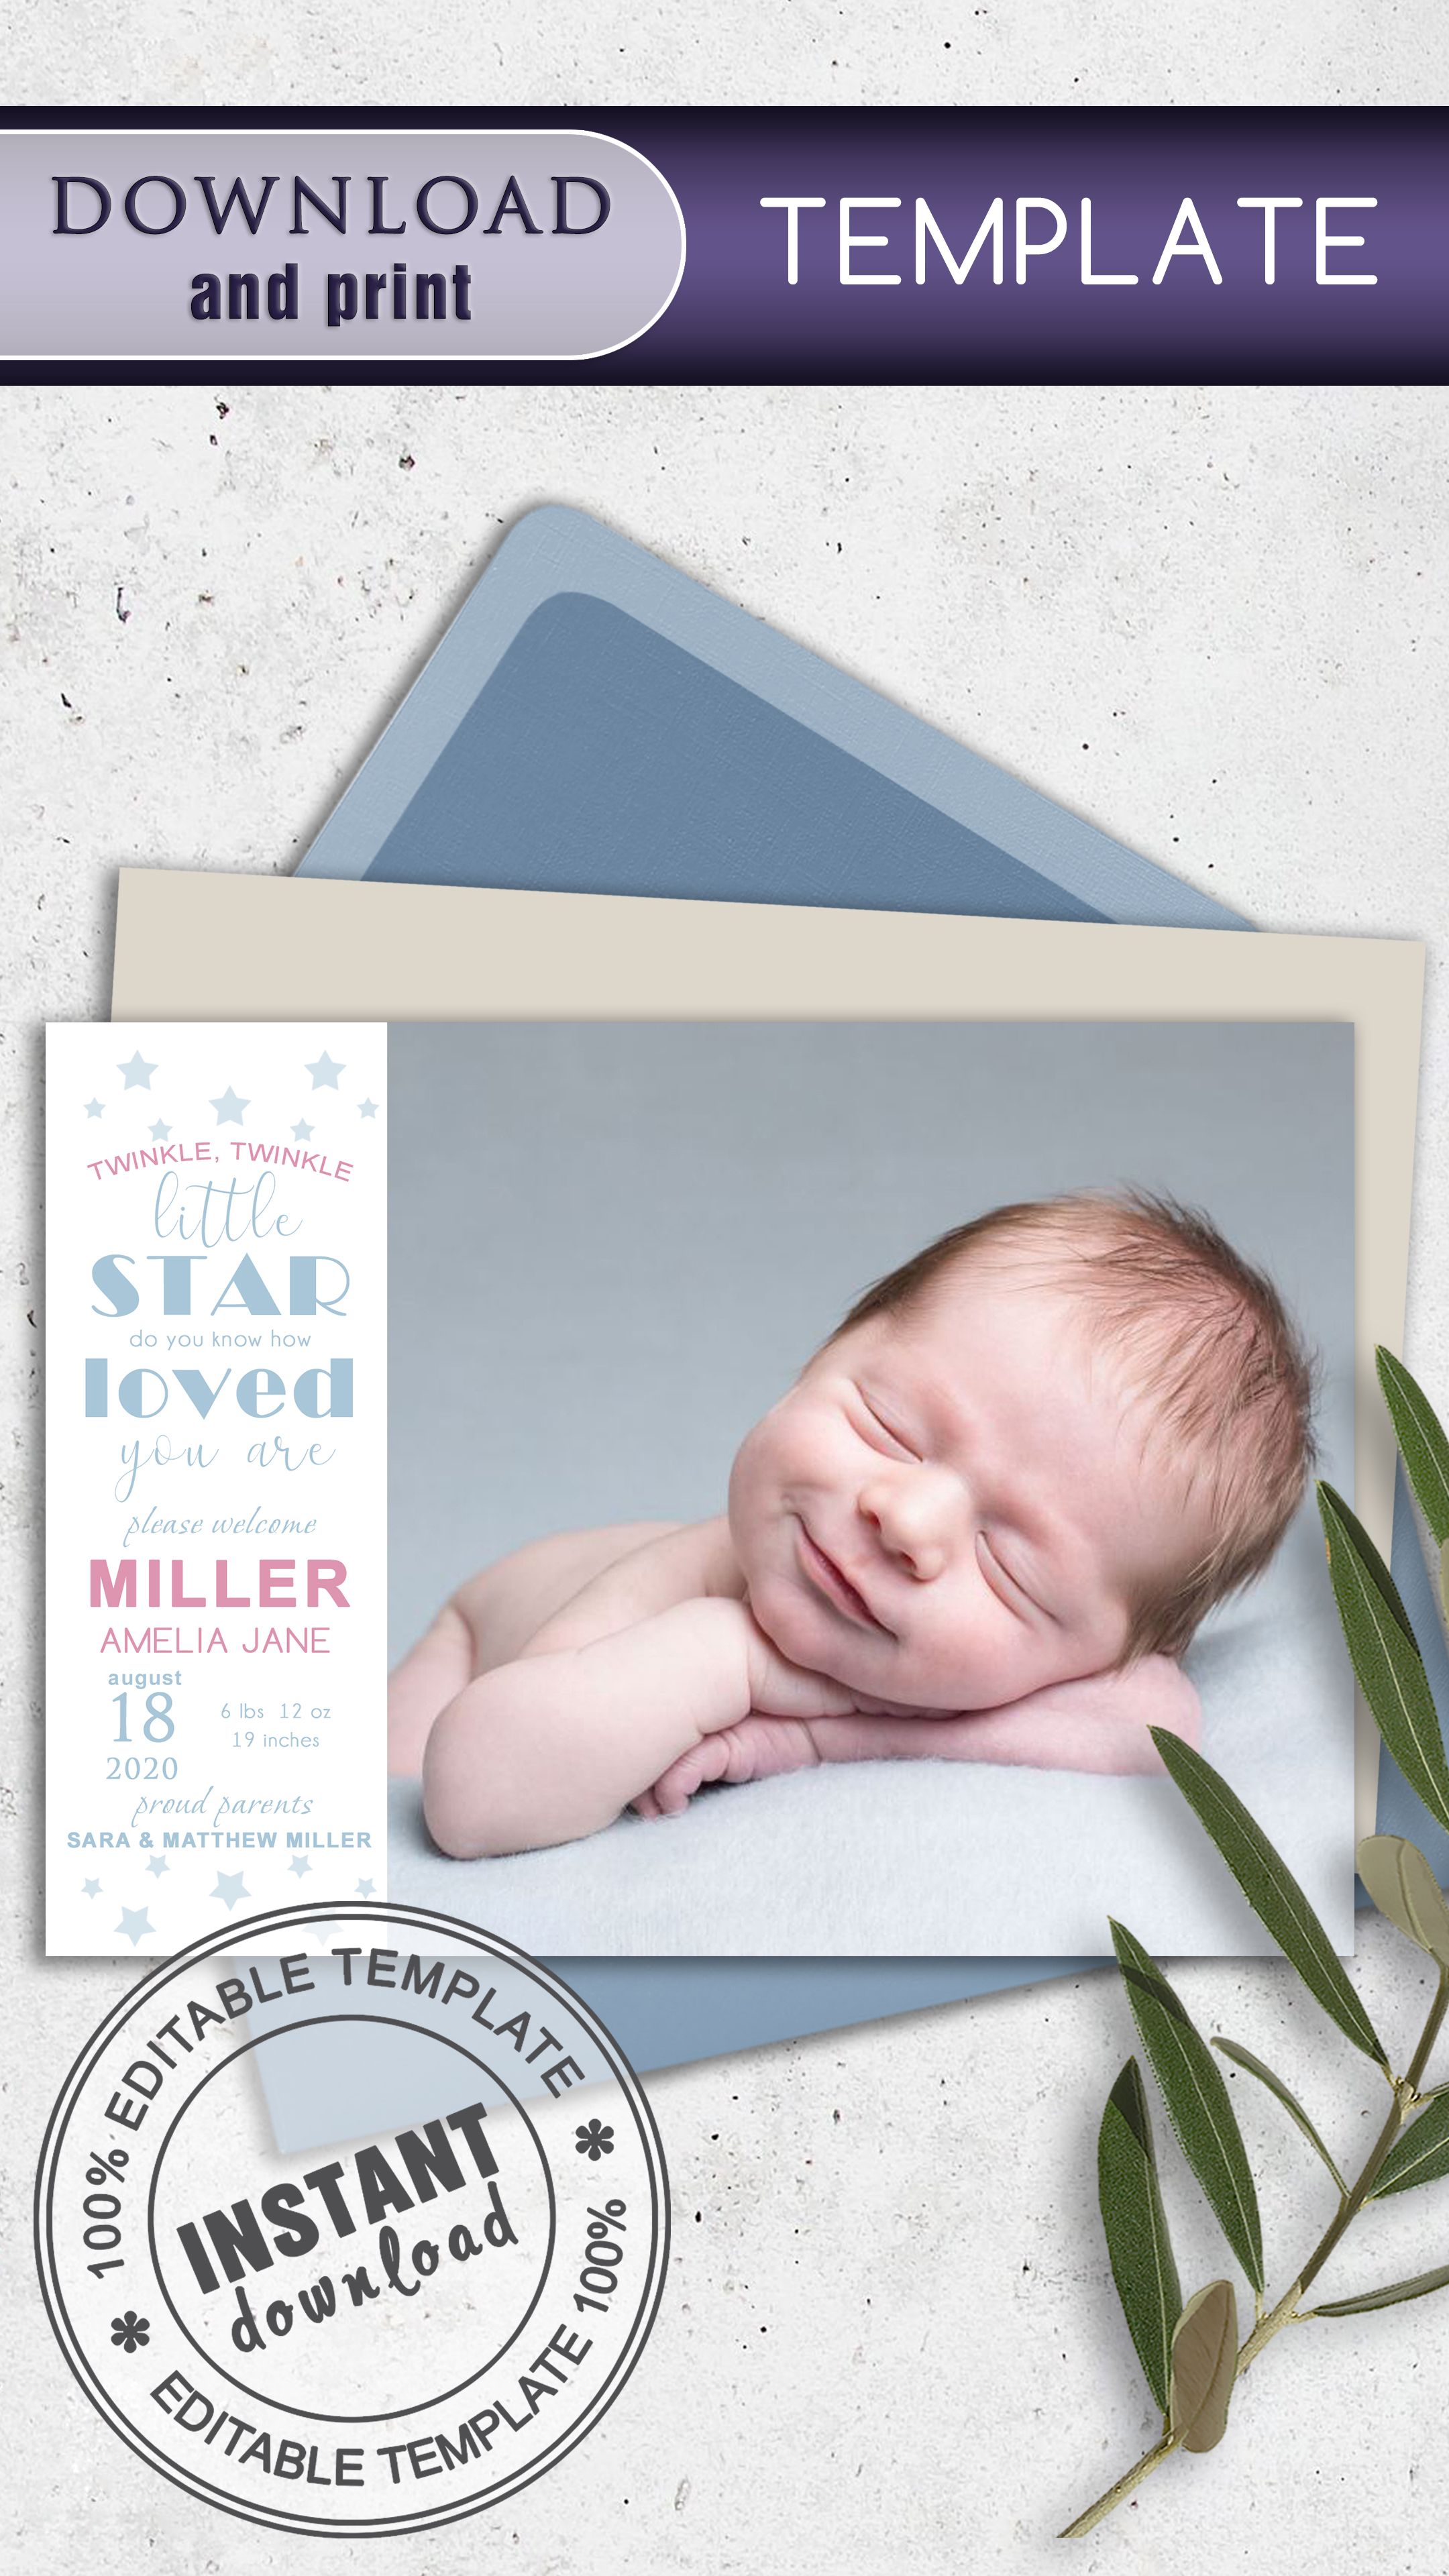 DOWNLOAD
and print
TEMPLATE
TWINKLE, TWINKLE
little
STAR
do you know how
loved
you are
please welcome
MILLER
AMELIA JANE
august
18
2020
6 lbs 12 oz
19 inches
proud parents
SARA & MATTHEW MILLER
100% EDITABLE TEMPLATE
INSTANT
download
EDITABLE TEMPLATE 100%